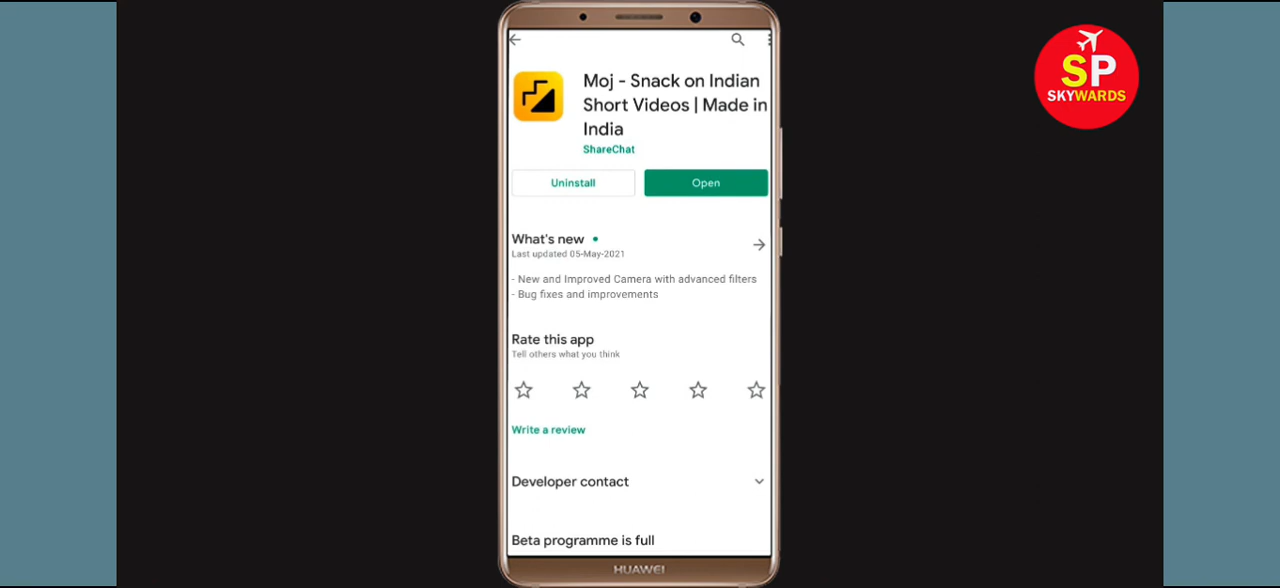 Moj - Snack on Indian
Short Videos | Made in
India
ShareChat
Uninstall
Open
What's new
Last updated 05-May-2021
- New and Improved Camera with advanced filters
- Bug fixes and improvements
Rate this app
Tell others what you think
Write a review
Developer contact
Beta programme is full
HUAWEI
SP
SKYWARDS